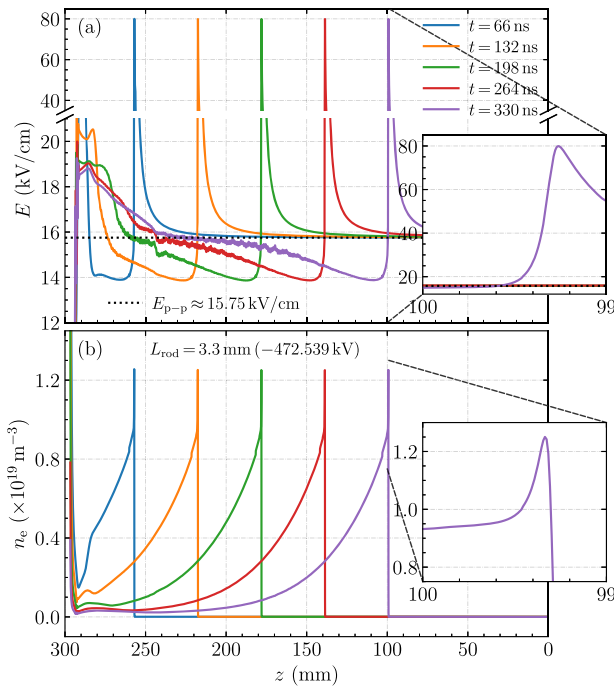 (a)
t = 66 ns
t = 132 ns
t = 198 ns
t = 264 ns
t = 330 ns
80
60
40
20
18
16
14
12
E (kV/cm)
E_{p−p} ≈ 15.75 kV/cm
80
60
40
20
100
99
(b)
L_{rod} = 3.3 mm (−472.539 kV)
1.2
0.8
0.4
0.0
n_e (×10^{19} m^{−3})
1.2
1.0
0.8
100
99
300
250
200
150
100
50
0
z (mm)